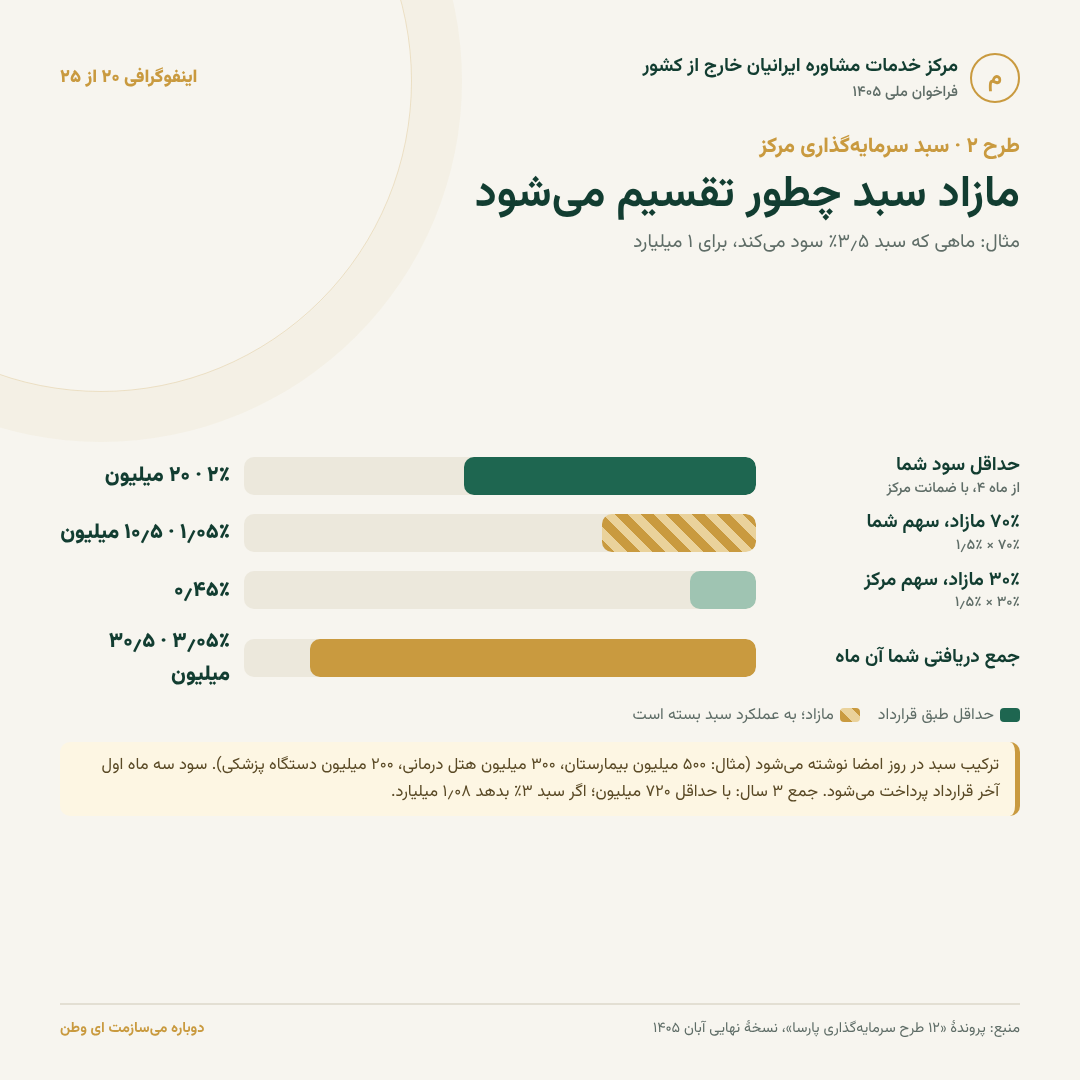 م
مرکز خدمات مشاوره ایرانیان خارج از کشور
فراخوان ملی ۱۴۰۵
اینفوگرافی ۲۰ از ۲۵
طرح ۲ · سبد سرمایه‌گذاری مرکز
مازاد سبد چطور تقسیم می‌شود
مثال: ماهی که سبد ۳٫۵٪ سود می‌کند، برای ۱ میلیارد
حداقل سود شما
از ماه ۴، با ضمانت مرکز
۲٪ · ۲۰ میلیون
۷۰٪ مازاد، سهم شما
۷۰٪ × ۱٫۵٪
۱٫۰۵٪ · ۱۰٫۵ میلیون
۳۰٪ مازاد، سهم مرکز
۳۰٪ × ۱٫۵٪
۰٫۴۵٪
جمع دریافتی شما آن ماه
۳٫۰۵٪ · ۳۰٫۵
میلیون
حداقل طبق قرارداد
مازاد؛ به عملکرد سبد بسته است
ترکیب سبد در روز امضا نوشته می‌شود (مثال: ۵۰۰ میلیون بیمارستان، ۳۰۰ میلیون هتل درمانی، ۲۰۰ میلیون دستگاه پزشکی). سود سه ماه اول
آخر قرارداد پرداخت می‌شود. جمع ۳ سال: با حداقل ۷۲۰ میلیون؛ اگر سبد ۳٪ بدهد ۱٫۰۸ میلیارد.
منبع: پروندهٔ «۱۲ طرح سرمایه‌گذاری پارسا»، نسخهٔ نهایی آبان ۱۴۰۵
دوباره می‌سازمت ای وطن